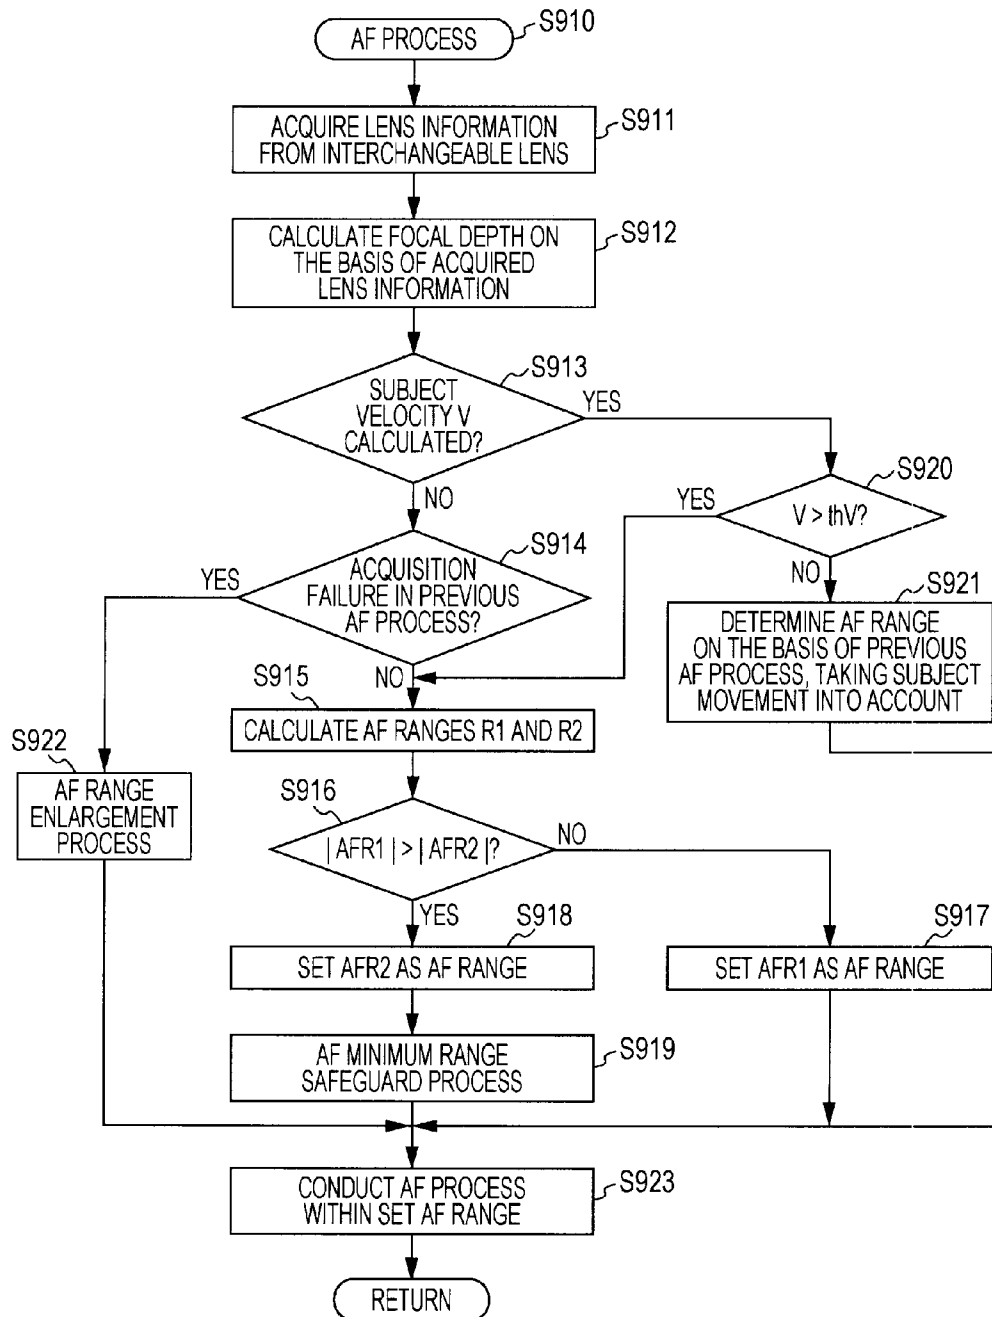 S910
AF PROCESS
S911
ACQUIRE LENS INFORMATION
FROM INTERCHANGEABLE LENS
S912
CALCULATE FOCAL DEPTH ON
THE BASIS OF ACQUIRED
LENS INFORMATION
S913
SUBJECT
VELOCITY V
CALCULATED?
YES
NO
S920
V > thV?
YES
NO
S914
ACQUISITION
FAILURE IN PREVIOUS
AF PROCESS?
YES
NO
S921
DETERMINE AF RANGE
ON THE BASIS OF PREVIOUS
AF PROCESS, TAKING SUBJECT
MOVEMENT INTO ACCOUNT
S915
CALCULATE AF RANGES R1 AND R2
S922
AF RANGE
ENLARGEMENT
PROCESS
S916
| AFR1 | > | AFR2 |?
NO
YES
S918
SET AFR2 AS AF RANGE
S917
SET AFR1 AS AF RANGE
S919
AF MINIMUM RANGE
SAFEGUARD PROCESS
S923
CONDUCT AF PROCESS
WITHIN SET AF RANGE
RETURN